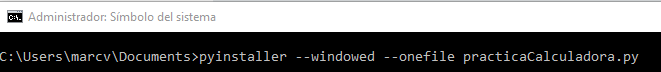 Administrador: Símbolo del sistema
C:\Users\marcv\Documents>pyinstaller --windowed --onefile practicaCalculadora.py